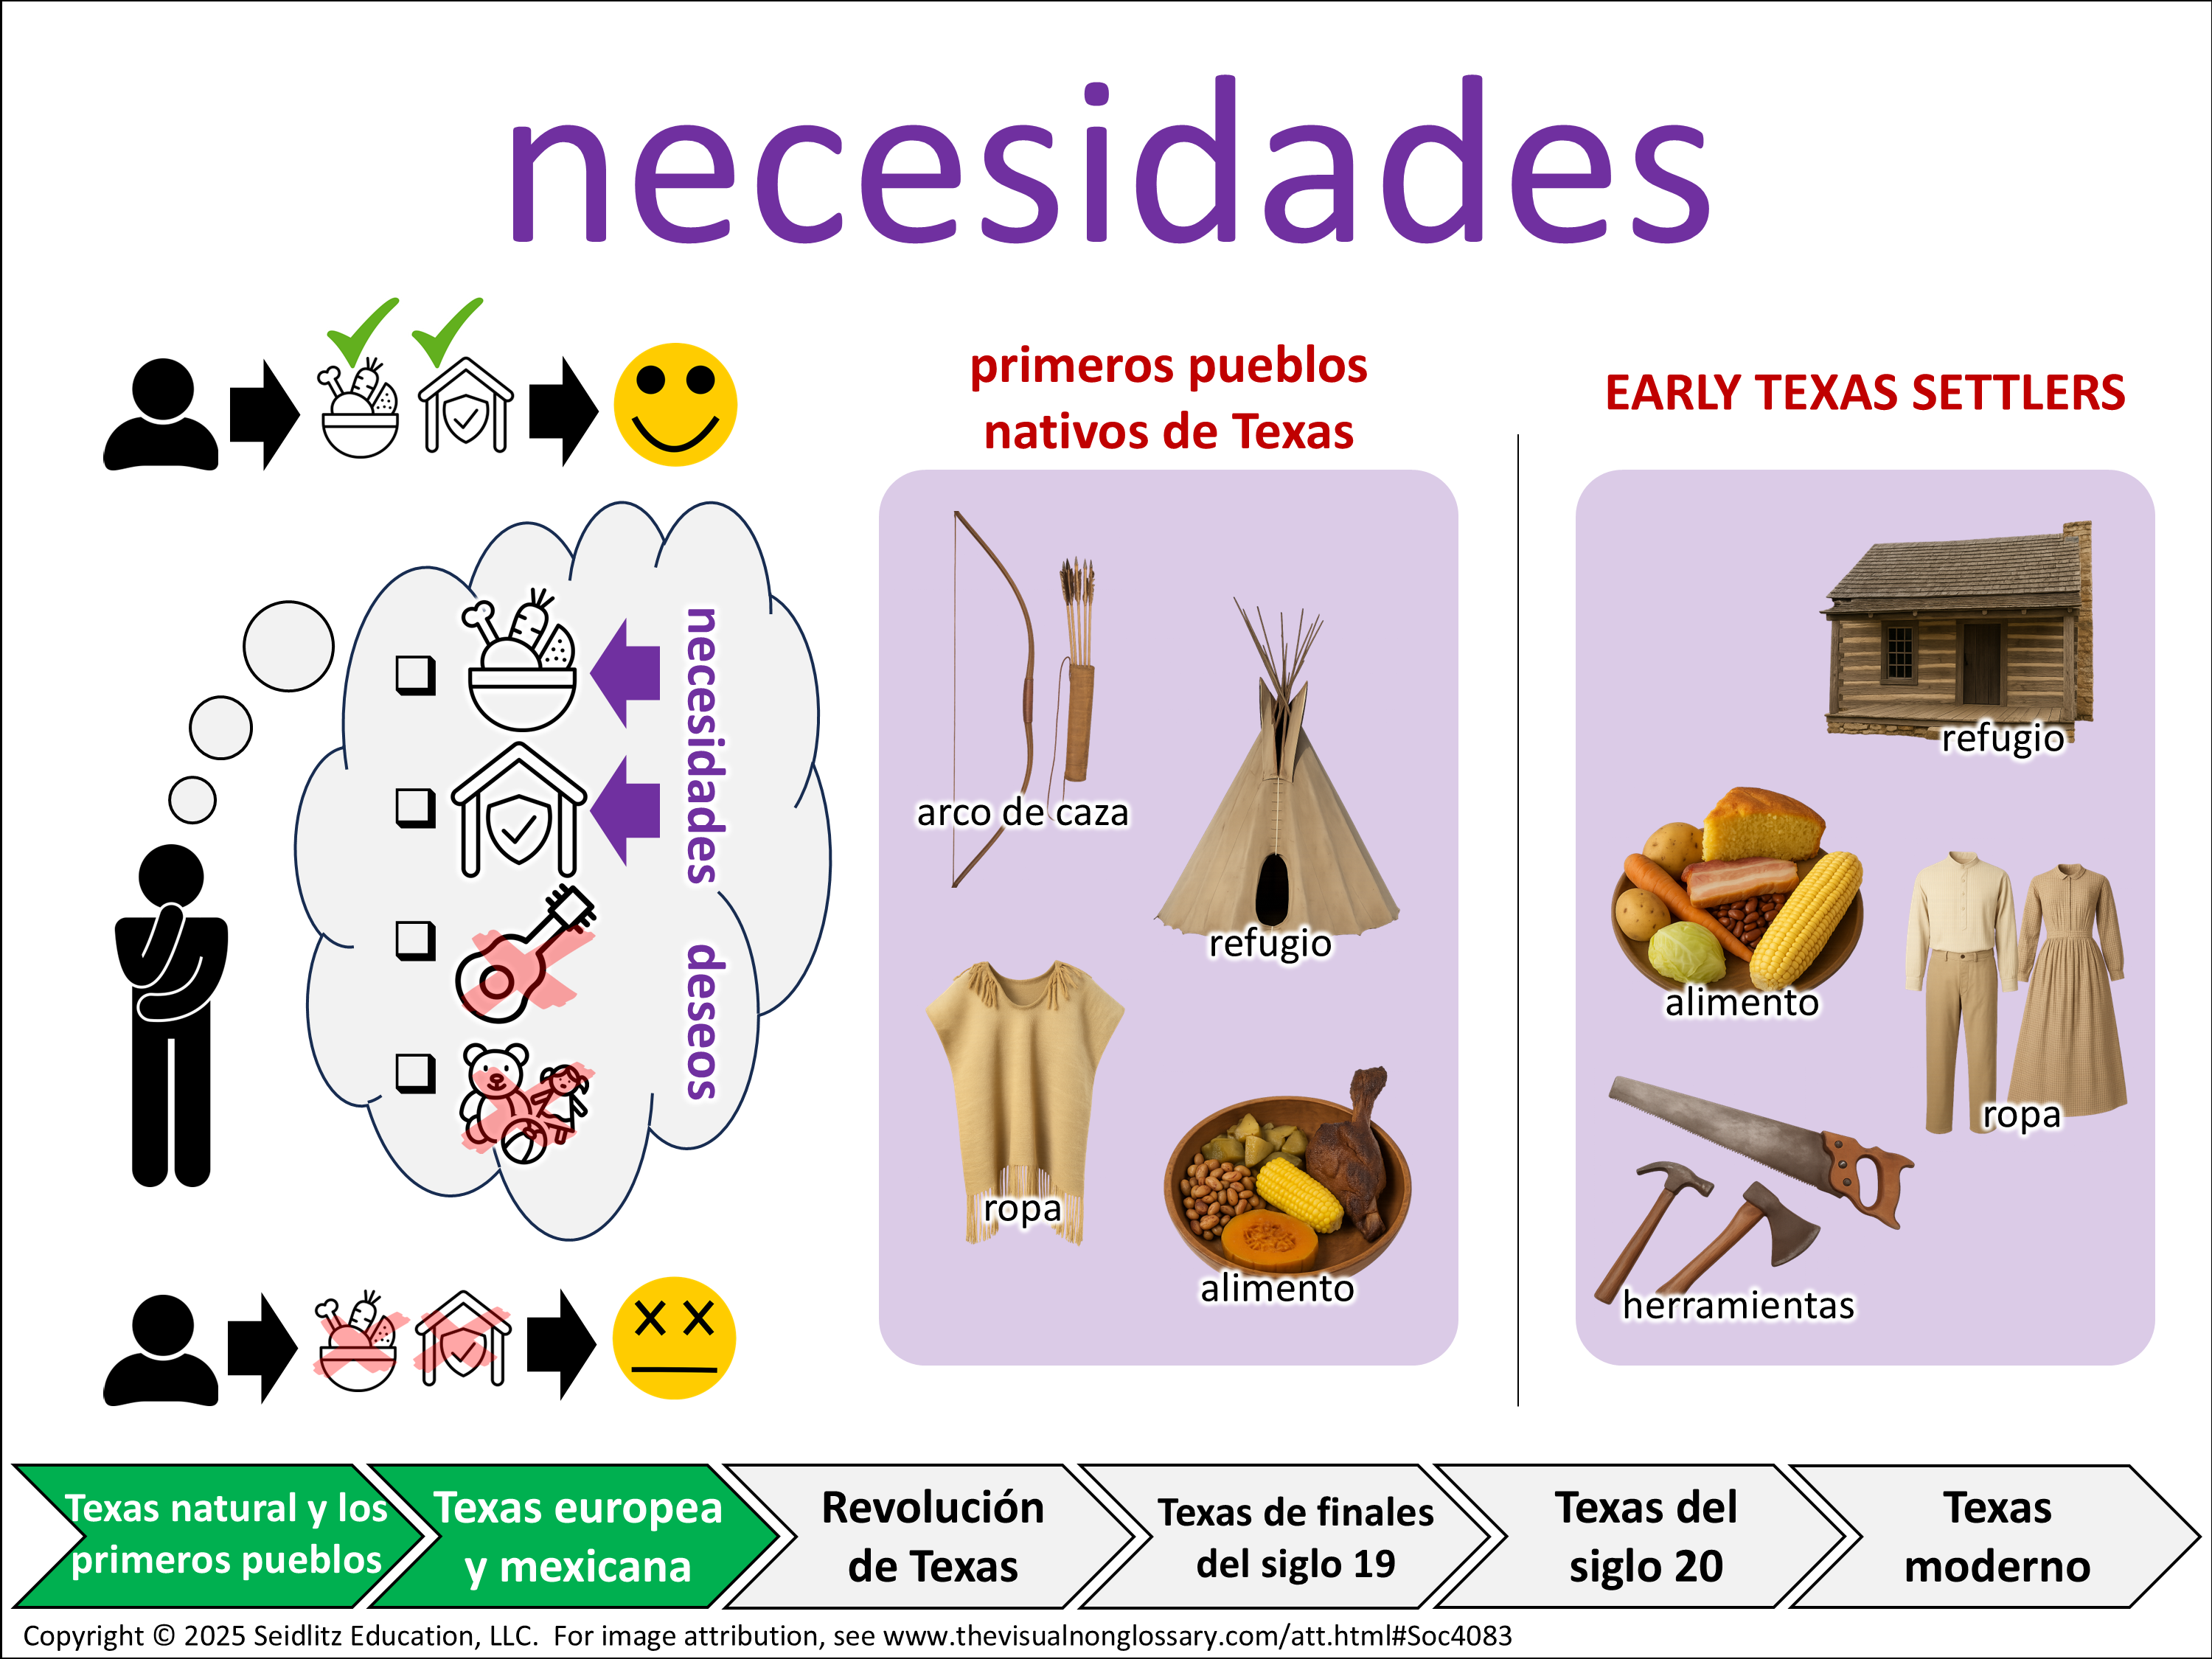 necesidades
necesidades
deseos
primeros pueblos
nativos de Texas
arco de caza
refugio
ropa
alimento
EARLY TEXAS SETTLERS
refugio
alimento
ropa
herramientas
Texas natural y los
primeros pueblos
Texas europea
y mexicana
Revolución
de Texas
Texas de finales
del siglo 19
Texas del
siglo 20
Texas
moderno
Copyright © 2025 Seidlitz Education, LLC.  For image attribution, see www.thevisualnonglossary.com/att.html#Soc4083